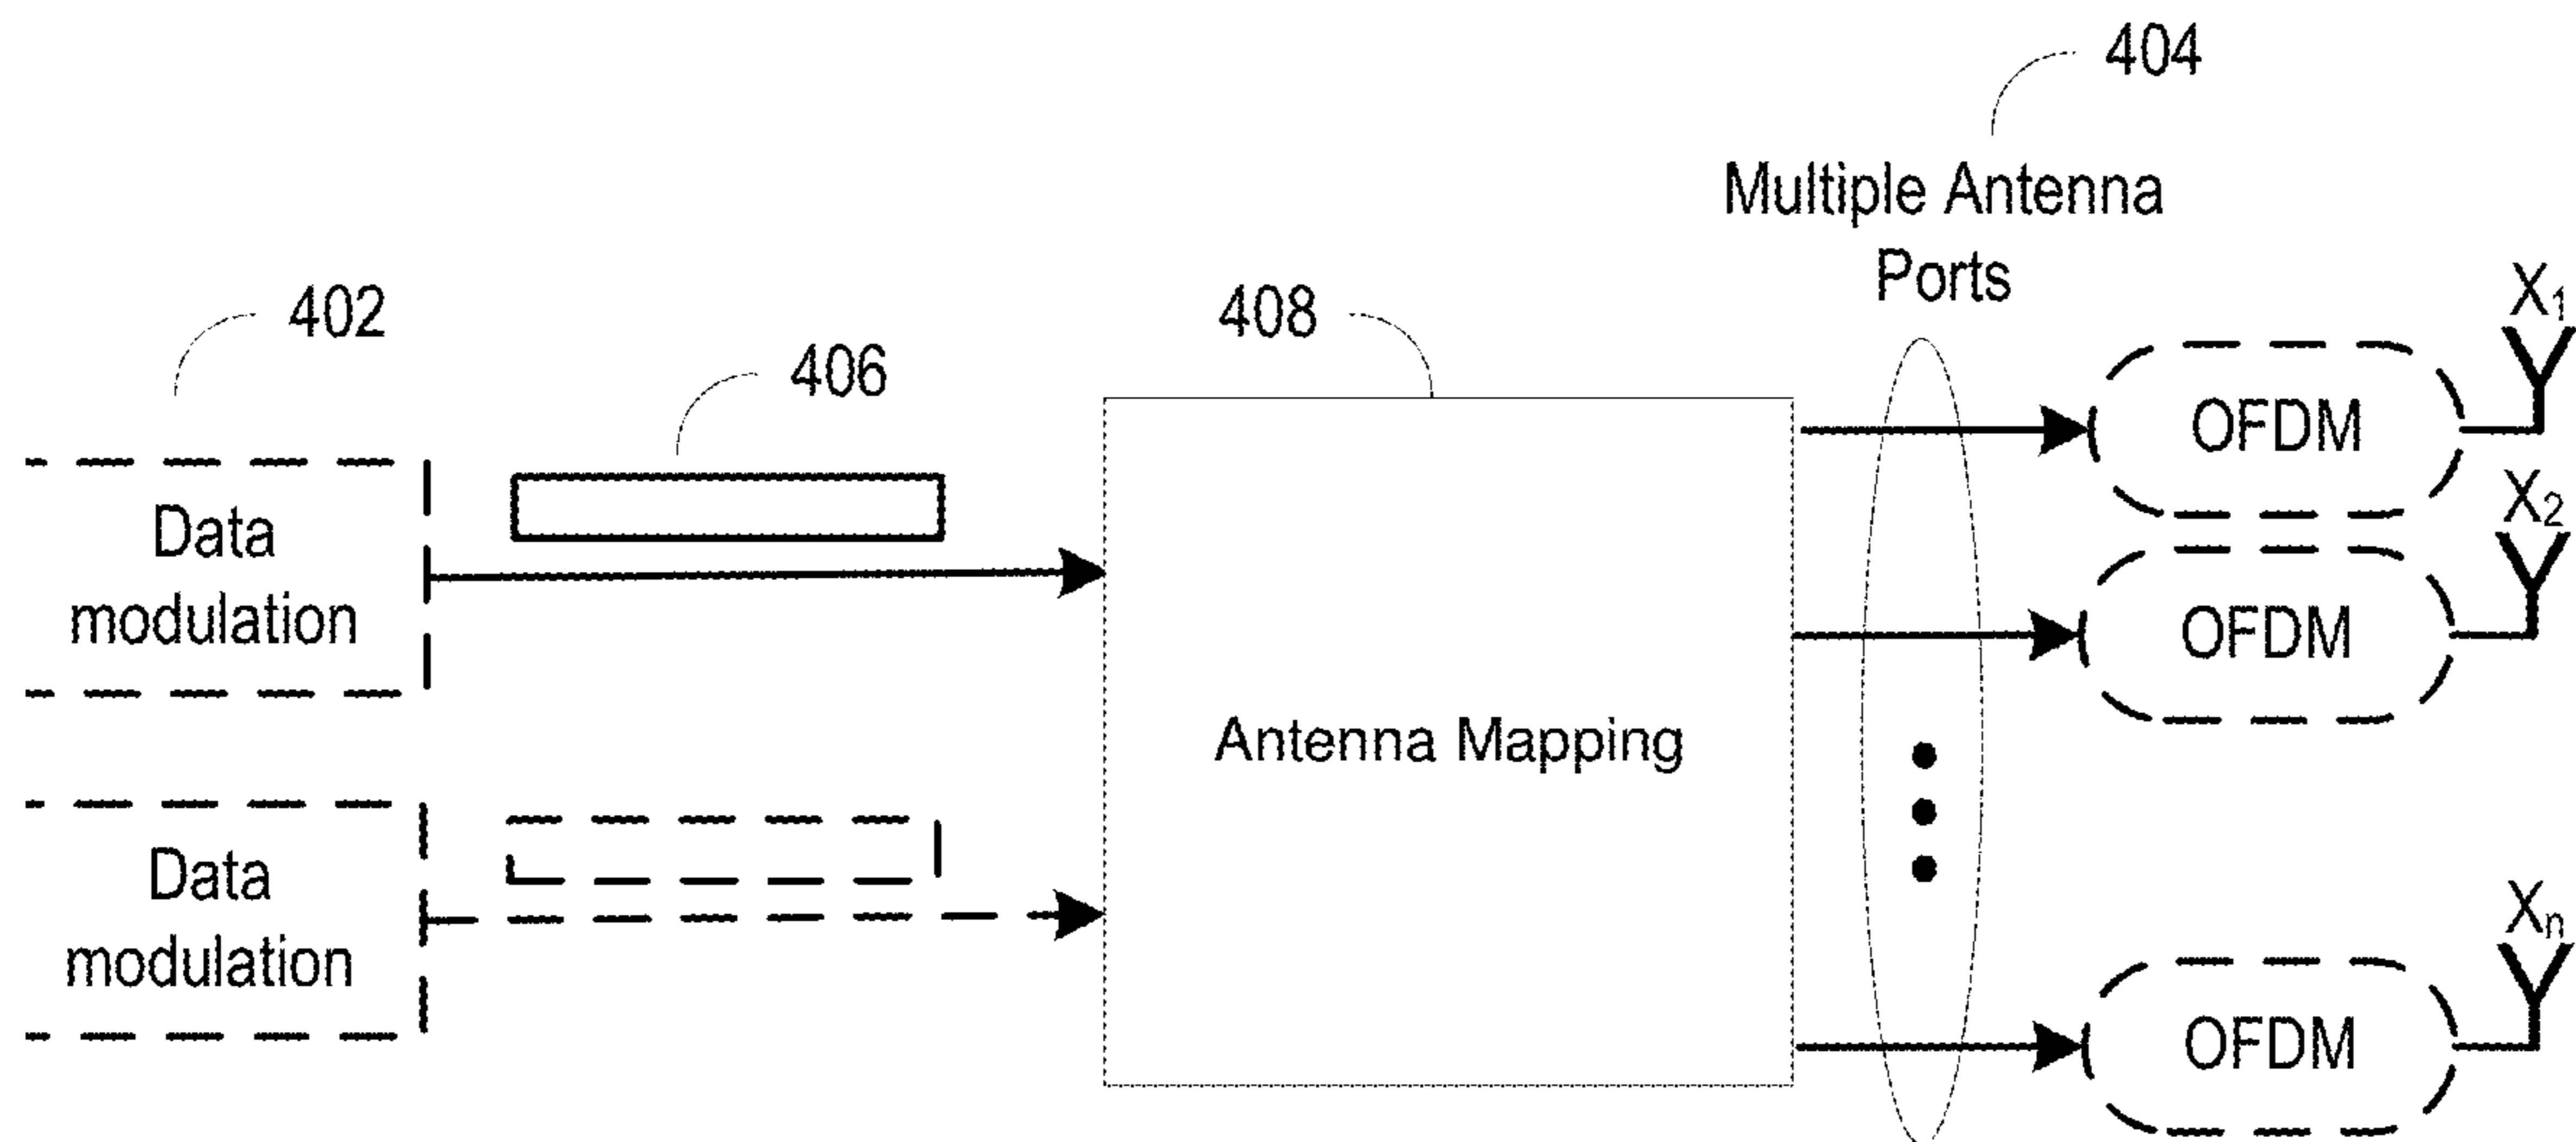 404
Multiple Antenna
Ports
402
406
408
X1
OFDM
X2
OFDM
Data
modulation
Antenna Mapping
Data
modulation
Xn
OFDM